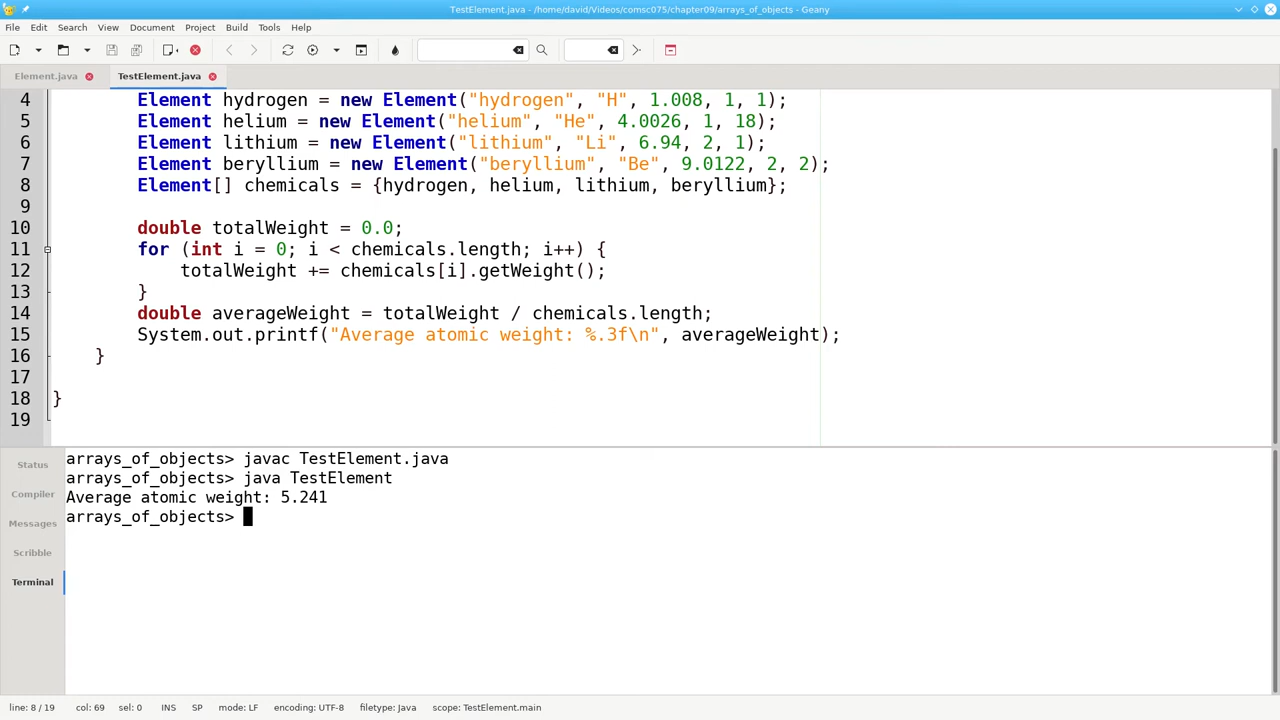 TestElement.java - /home/david/Videos/comsc075/chapter09/arrays_of_objects - Geany
File Edit Search View Document Project Build Tools Help
Element.java TestElement.java
4 Element hydrogen = new Element("hydrogen", "H", 1.008, 1, 1);
5 Element helium = new Element("helium", "He", 4.0026, 1, 18);
6 Element lithium = new Element("lithium", "Li", 6.94, 2, 1);
7 Element beryllium = new Element("beryllium", "Be", 9.0122, 2, 2);
8 Element[] chemicals = {hydrogen, helium, lithium, beryllium};
9
10 double totalWeight = 0.0;
11 for (int i = 0; i < chemicals.length; i++) {
12 totalWeight += chemicals[i].getWeight();
13 }
14 double averageWeight = totalWeight / chemicals.length;
15 System.out.printf("Average atomic weight: %.3f\n", averageWeight);
16 }
17
18 }
19
Status
Compiler
Messages
Scribble
Terminal
arrays_of_objects> javac TestElement.java
arrays_of_objects> java TestElement
Average atomic weight: 5.241
arrays_of_objects>
line: 8 / 19 col: 69 sel: 0 INS SP mode: LF encoding: UTF-8 filetype: Java scope: TestElement.main